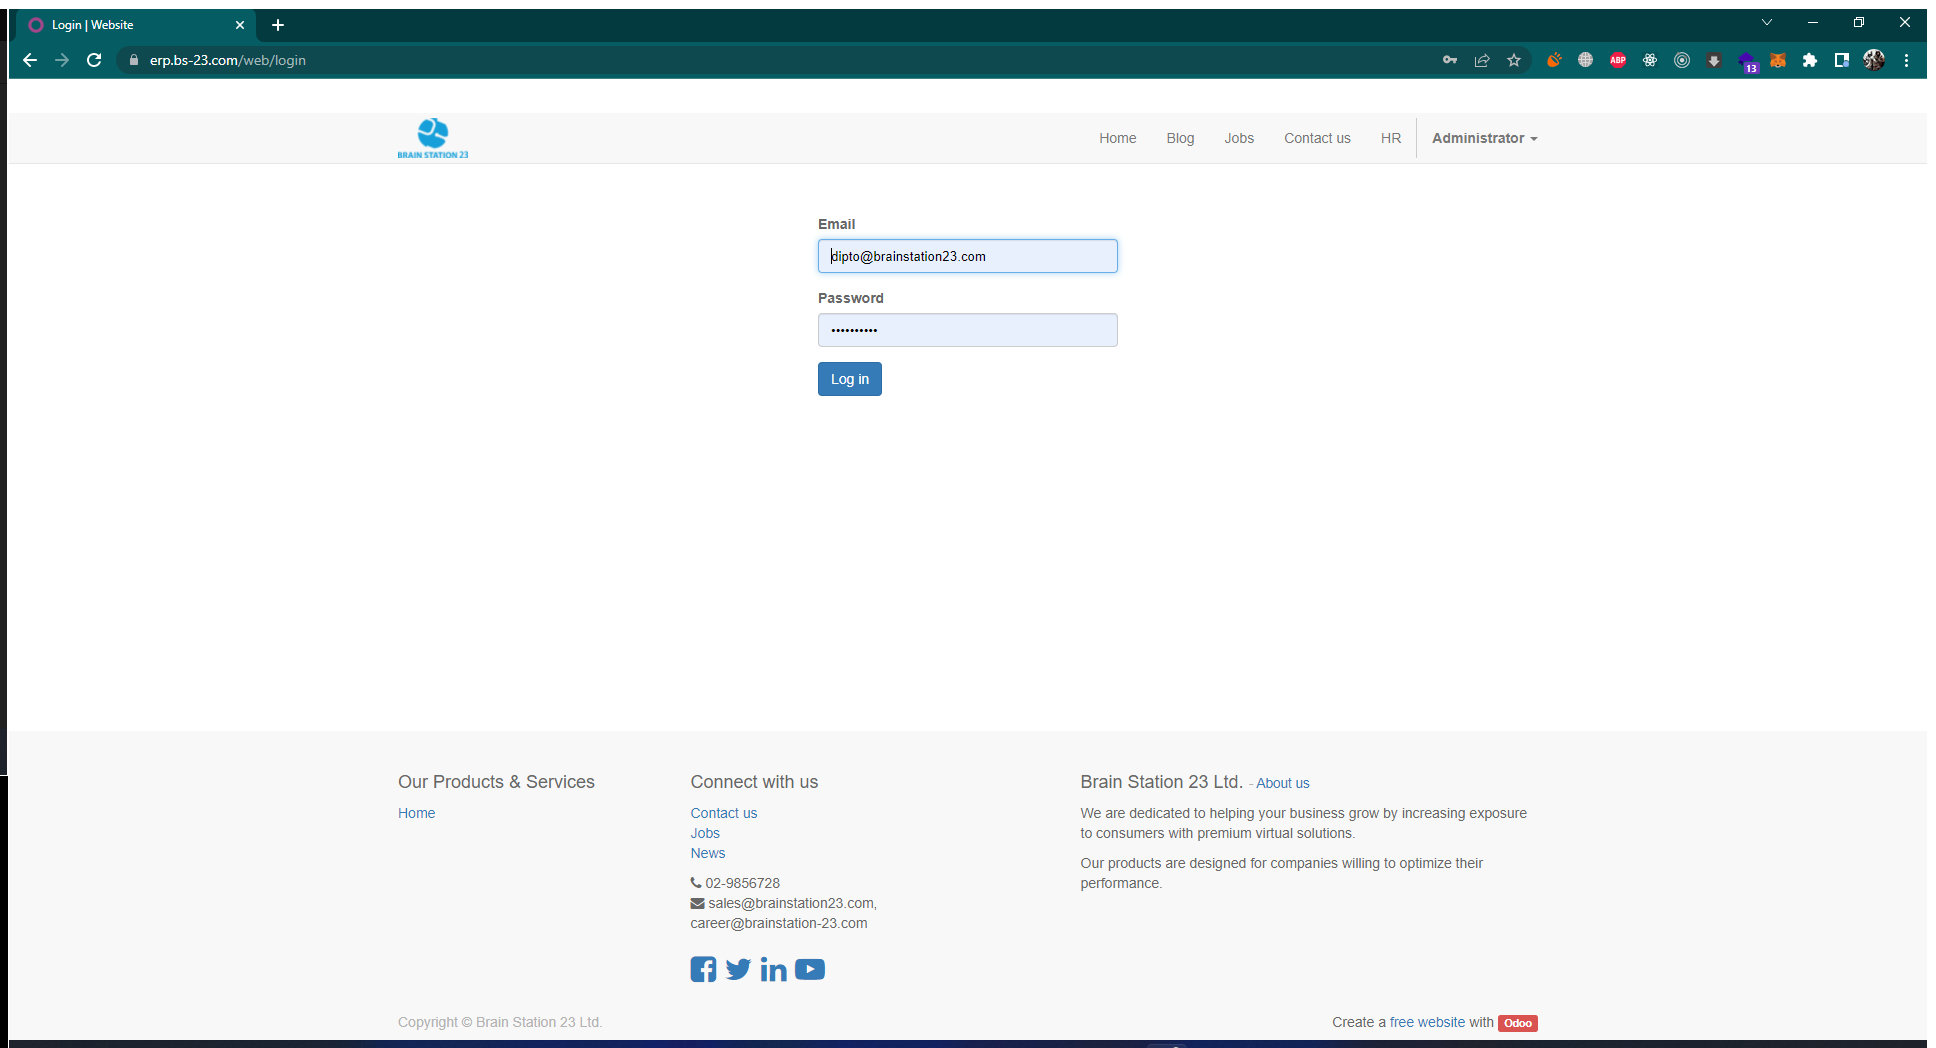 Login | Website
erp.bs-23.com/web/login
ABP
13
BRAIN STATION 23
Home Blog Jobs Contact us HR Administrator
Email
dipto@brainstation23.com
Password
••••••••••
Log in
Our Products & Services
Home
Connect with us
Contact us
Jobs
News
02-9856728
sales@brainstation23.com,
career@brainstation-23.com
Brain Station 23 Ltd. - About us
We are dedicated to helping your business grow by increasing exposure
to consumers with premium virtual solutions.
Our products are designed for companies willing to optimize their
performance.
Copyright © Brain Station 23 Ltd.
Create a free website with Odoo